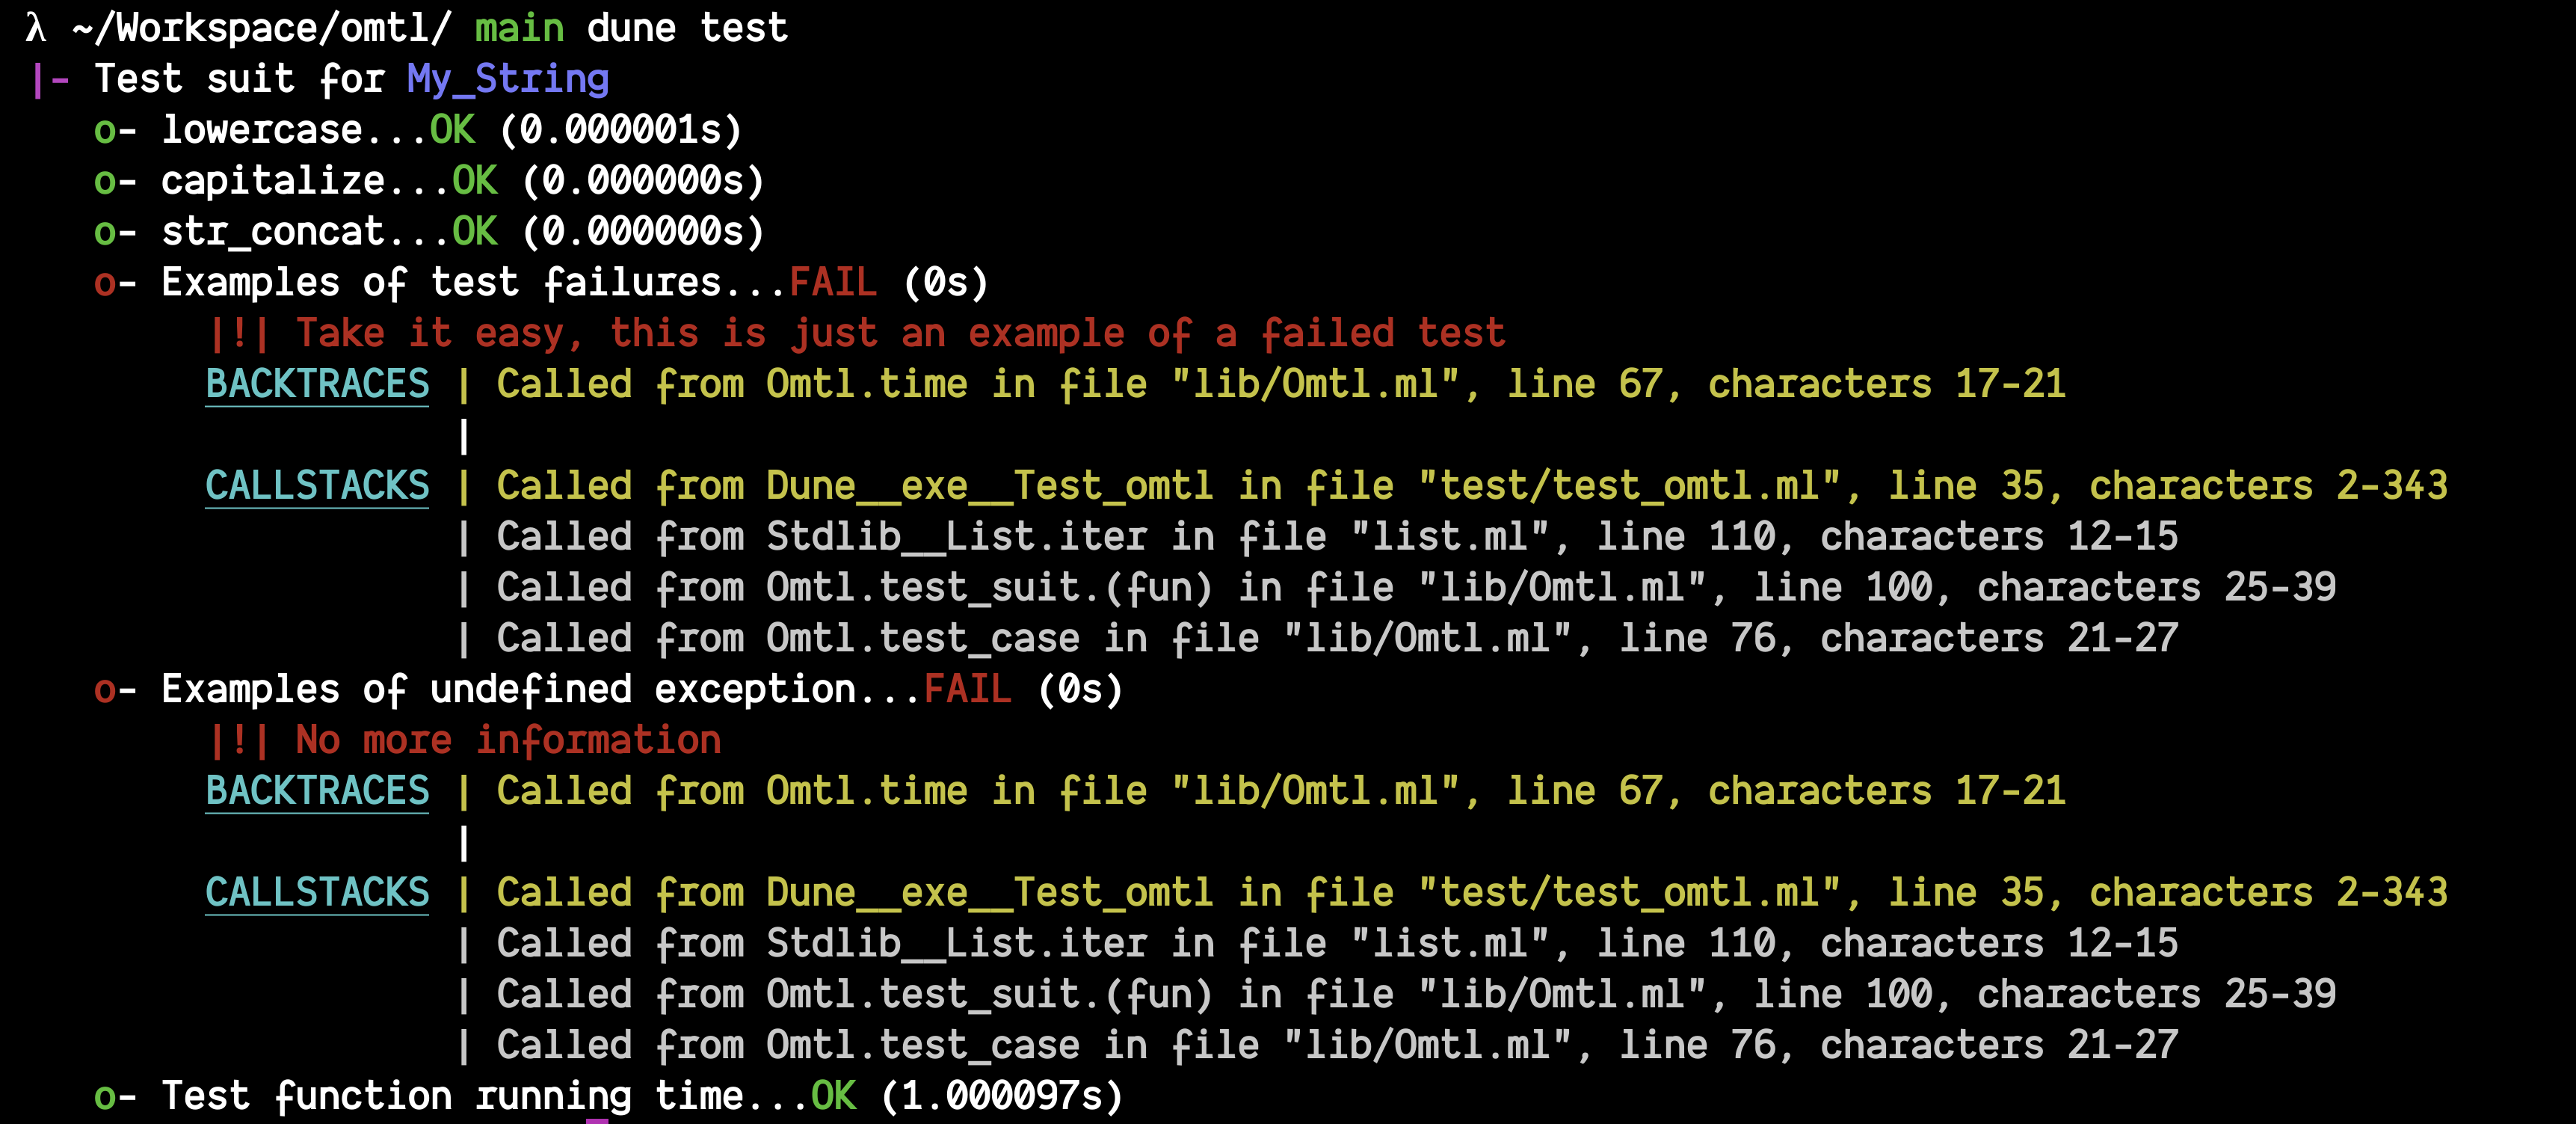 λ ~/Workspace/omtl/ main dune test
|- Test suit for My_String
o- lowercase...OK (0.000001s)
o- capitalize...OK (0.000000s)
o- str_concat...OK (0.000000s)
o- Examples of test failures...FAIL (0s)
|!| Take it easy, this is just an example of a failed test
BACKTRACES | Called from Omtl.time in file "lib/Omtl.ml", line 67, characters 17-21
|
CALLSTACKS | Called from Dune__exe__Test_omtl in file "test/test_omtl.ml", line 35, characters 2-343
| Called from Stdlib__List.iter in file "list.ml", line 110, characters 12-15
| Called from Omtl.test_suit.(fun) in file "lib/Omtl.ml", line 100, characters 25-39
| Called from Omtl.test_case in file "lib/Omtl.ml", line 76, characters 21-27
o- Examples of undefined exception...FAIL (0s)
|!| No more information
BACKTRACES | Called from Omtl.time in file "lib/Omtl.ml", line 67, characters 17-21
|
CALLSTACKS | Called from Dune__exe__Test_omtl in file "test/test_omtl.ml", line 35, characters 2-343
| Called from Stdlib__List.iter in file "list.ml", line 110, characters 12-15
| Called from Omtl.test_suit.(fun) in file "lib/Omtl.ml", line 100, characters 25-39
| Called from Omtl.test_case in file "lib/Omtl.ml", line 76, characters 21-27
o- Test function running time...OK (1.000097s)